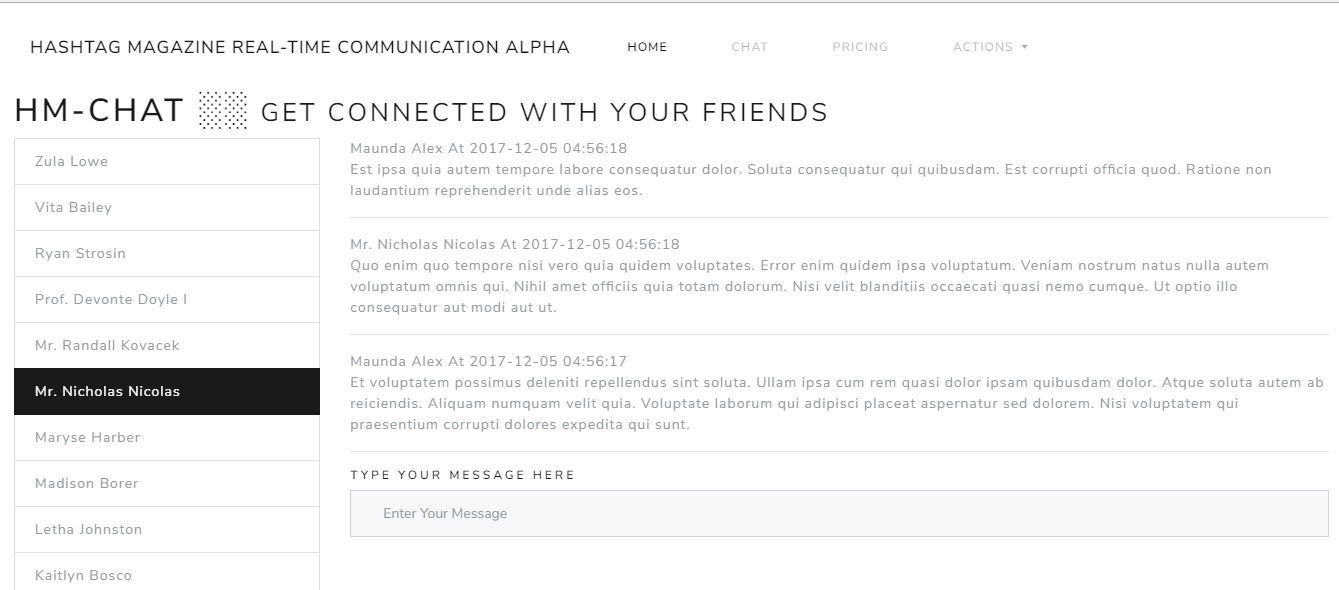 HASHTAG MAGAZINE REAL-TIME COMMUNICATION ALPHA HOME CHAT PRICING ACTIONS
HM-CHAT GET CONNECTED WITH YOUR FRIENDS
Zula Lowe
Vita Bailey
Ryan Strosin
Prof. Devonte Doyle I
Mr. Randall Kovacek
Mr. Nicholas Nicolas
Maryse Harber
Madison Borer
Letha Johnston
Kaitlyn Bosco
Maunda Alex At 2017-12-05 04:56:18
Est ipsa quia autem tempore labore consequatur dolor. Soluta consequatur qui quibusdam. Est corrupti officia quod. Ratione non
laudantium reprehenderit unde alias eos.
Mr. Nicholas Nicolas At 2017-12-05 04:56:18
Quo enim quo tempore nisi vero quia quidem voluptates. Error enim quidem ipsa voluptatum. Veniam nostrum natus nulla autem
voluptatum omnis qui. Nihil amet officiis quia totam dolorum. Nisi velit blanditiis occaecati quasi nemo cumque. Ut optio illo
consequatur aut modi aut ut.
Maunda Alex At 2017-12-05 04:56:17
Et voluptatem possimus deleniti repellendus sint soluta. Ullam ipsa cum rem quasi dolor ipsam quibusdam dolor. Atque soluta autem ab
reiciendis. Aliquam numquam velit quia. Voluptate laborum qui adipisci placeat aspernatur sed dolorem. Nisi voluptatem qui
praesentium corrupti dolores expedita qui sunt.
TYPE YOUR MESSAGE HERE
Enter Your Message